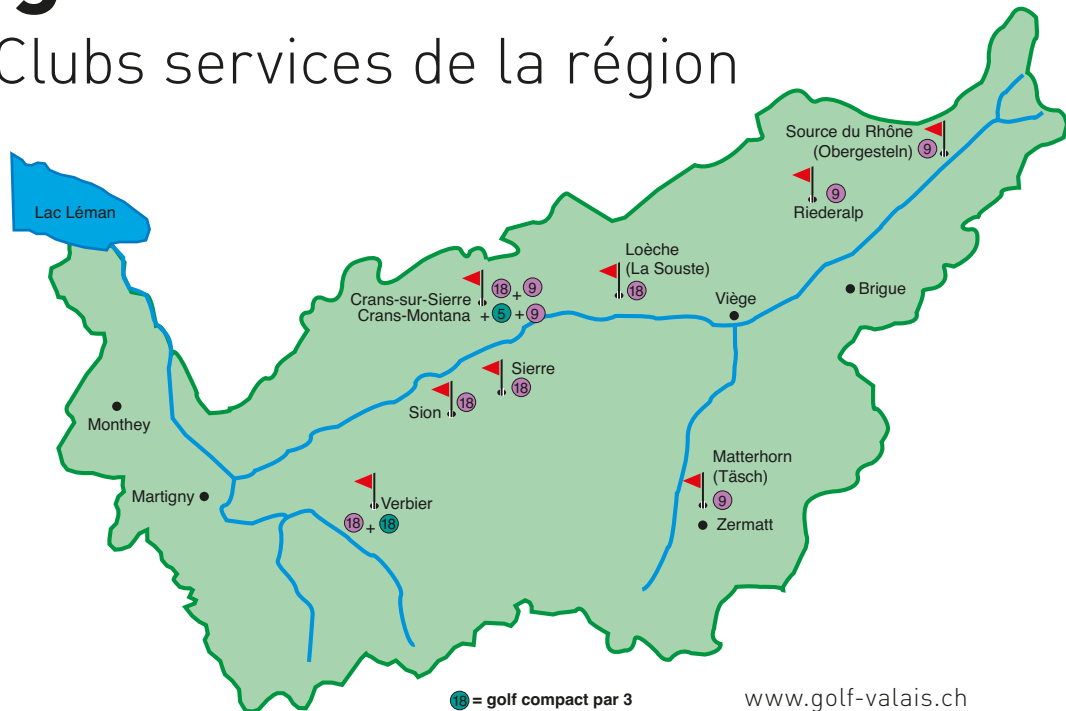 Clubs services de la région
Source du Rhône
(Obergesteln) 9
9
Riederalp
Lac Léman
Loèche
(La Souste)
18
Crans-sur-Sierre 18 + 9
Crans-Montana + 5 + 9
Viège
Brigue
Sierre
18
Sion 18
Monthey
Matterhorn
(Täsch)
9
Zermatt
Martigny
Verbier
18 + 18
18 = golf compact par 3
www.golf-valais.ch